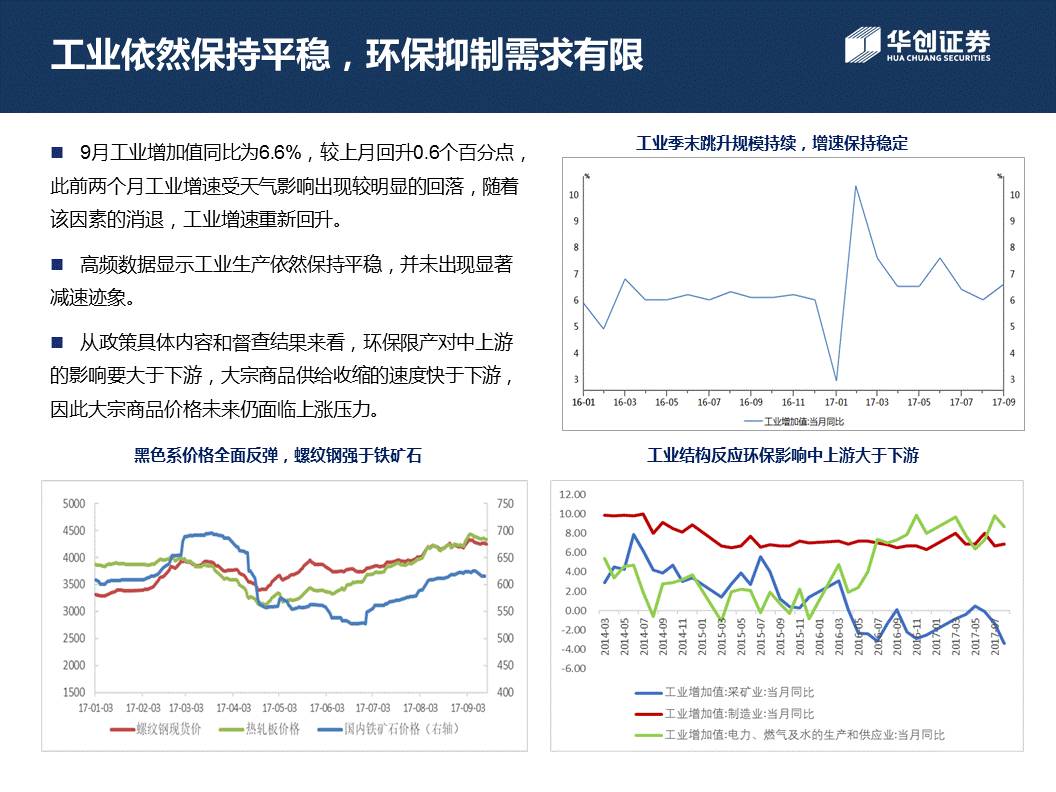 工业依然保持平稳，环保抑制需求有限
华创证券
HUA CHUANG SECURITIES
■ 9月工业增加值同比为6.6%，较上月回升0.6个百分点，
此前两个月工业增速受天气影响出现较明显的回落，随着
该因素的消退，工业增速重新回升。
■ 高频数据显示工业生产依然保持平稳，并未出现显著
减速迹象。
■ 从政策具体内容和督查结果来看，环保限产对中上游
的影响要大于下游，大宗商品供给收缩的速度快于下游，
因此大宗商品价格未来仍面临上涨压力。
工业季末跳升规模持续，增速保持稳定
% %
10 10
9 9
8 8
7 7
6 6
5 5
4 4
3 3
16-01 16-03 16-05 16-07 16-09 16-11 17-01 17-03 17-05 17-07 17-09
工业增加值:当月同比
黑色系价格全面反弹，螺纹钢强于铁矿石
5000 750
4500 700
4000 650
3500 600
3000 550
2500 500
2000 450
1500 400
17-01-03 17-02-03 17-03-03 17-04-03 17-05-03 17-06-03 17-07-03 17-08-03 17-09-03
螺纹钢现货价 热轧板价格 国内铁矿石价格（右轴）
工业结构反应环保影响中上游大于下游
12.00
10.00
8.00
6.00
4.00
2.00
0.00
-2.00
-4.00
-6.00
2014-03 2014-05 2014-07 2014-09 2014-11 2015-01 2015-03 2015-05 2015-07 2015-09 2015-11 2016-01 2016-03 2016-05 2016-07 2016-09 2016-11 2017-01 2017-03 2017-05 2017-07
工业增加值:采矿业:当月同比
工业增加值:制造业:当月同比
工业增加值:电力、燃气及水的生产和供应业:当月同比